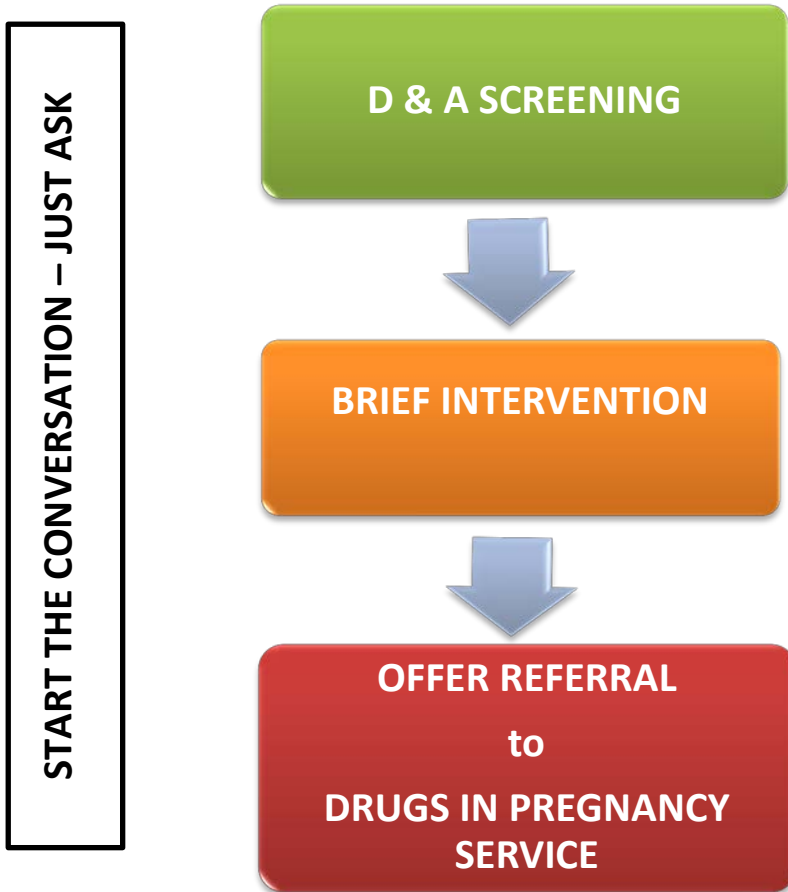 START THE CONVERSATION – JUST ASK
D & A SCREENING
BRIEF INTERVENTION
OFFER REFERRAL
to
DRUGS IN PREGNANCY
SERVICE